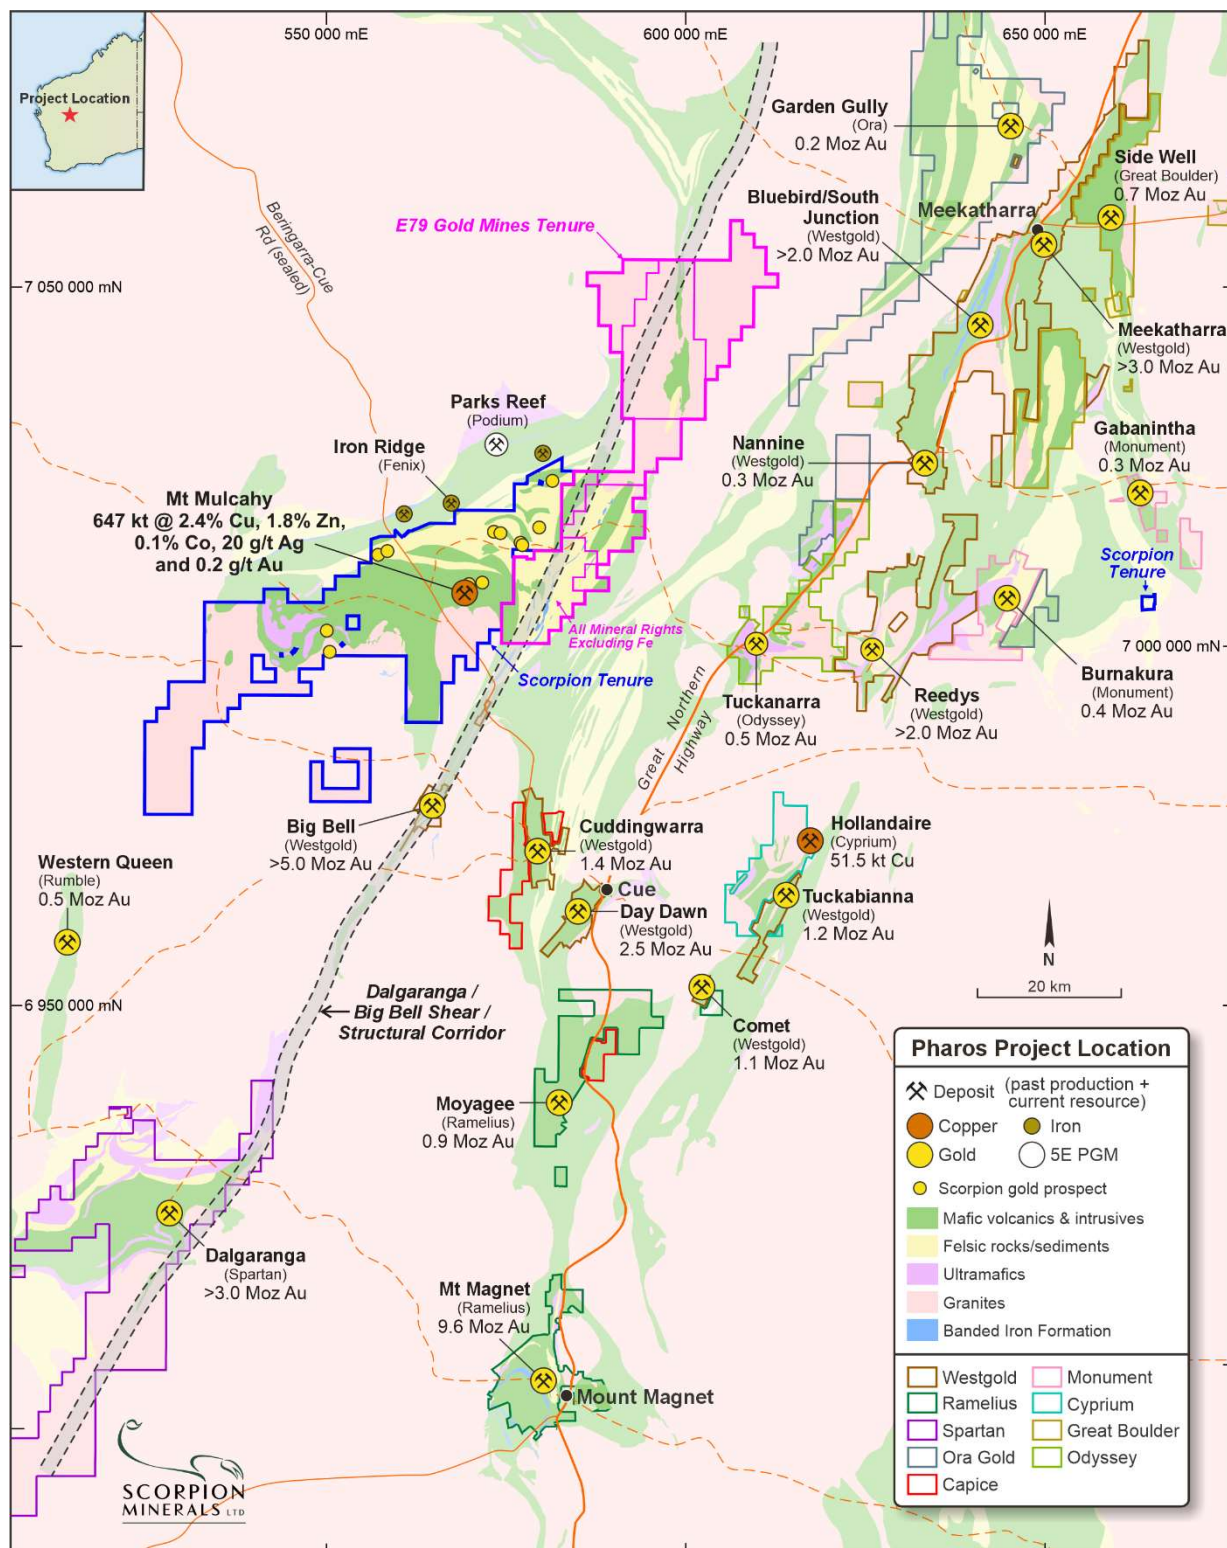 550 000 mE
600 000 mE
650 000 mE
Project Location
Garden Gully
(Ora)
0.2 Moz Au
Side Well
(Great Boulder)
0.7 Moz Au
Bluebird/South
Junction
(Westgold)
>2.0 Moz Au
Meekatharra
Beringarra-Cue
Rd (sealed)
E79 Gold Mines Tenure
7 050 000 mN
Meekatharra
(Westgold)
>3.0 Moz Au
Parks Reef
(Podium)
Iron Ridge
(Fenix)
Nannine
(Westgold)
0.3 Moz Au
Gabanintha
(Monument)
0.3 Moz Au
Mt Mulcahy
647 kt @ 2.4% Cu, 1.8% Zn,
0.1% Co, 20 g/t Ag
and 0.2 g/t Au
Scorpion
Tenure
All Mineral Rights
Excluding Fe
7 000 000 mN
Scorpion Tenure
Tuckanarra
(Odyssey)
0.5 Moz Au
Reedys
(Westgold)
>2.0 Moz Au
Burnakura
(Monument)
0.4 Moz Au
Great Northern
Highway
Big Bell
(Westgold)
>5.0 Moz Au
Cuddingwarra
(Westgold)
1.4 Moz Au
Hollandaire
(Cyprium)
51.5 kt Cu
Western Queen
(Rumble)
0.5 Moz Au
Cue
Day Dawn
(Westgold)
2.5 Moz Au
Tuckabianna
(Westgold)
1.2 Moz Au
N
20 km
6 950 000 mN
Dalgaranga /
Big Bell Shear /
Structural Corridor
Comet
(Westgold)
1.1 Moz Au
Moyagee
(Ramelius)
0.9 Moz Au
Dalgaranga
(Spartan)
>3.0 Moz Au
Mt Magnet
(Ramelius)
9.6 Moz Au
Mount Magnet
SCORPION
MINERALS LTD
Pharos Project Location
Deposit (past production +
current resource)
Copper
Iron
Gold
5E PGM
Scorpion gold prospect
Mafic volcanics & intrusives
Felsic rocks/sediments
Ultramafics
Granites
Banded Iron Formation
Westgold
Monument
Ramelius
Cyprium
Spartan
Great Boulder
Ora Gold
Odyssey
Capice